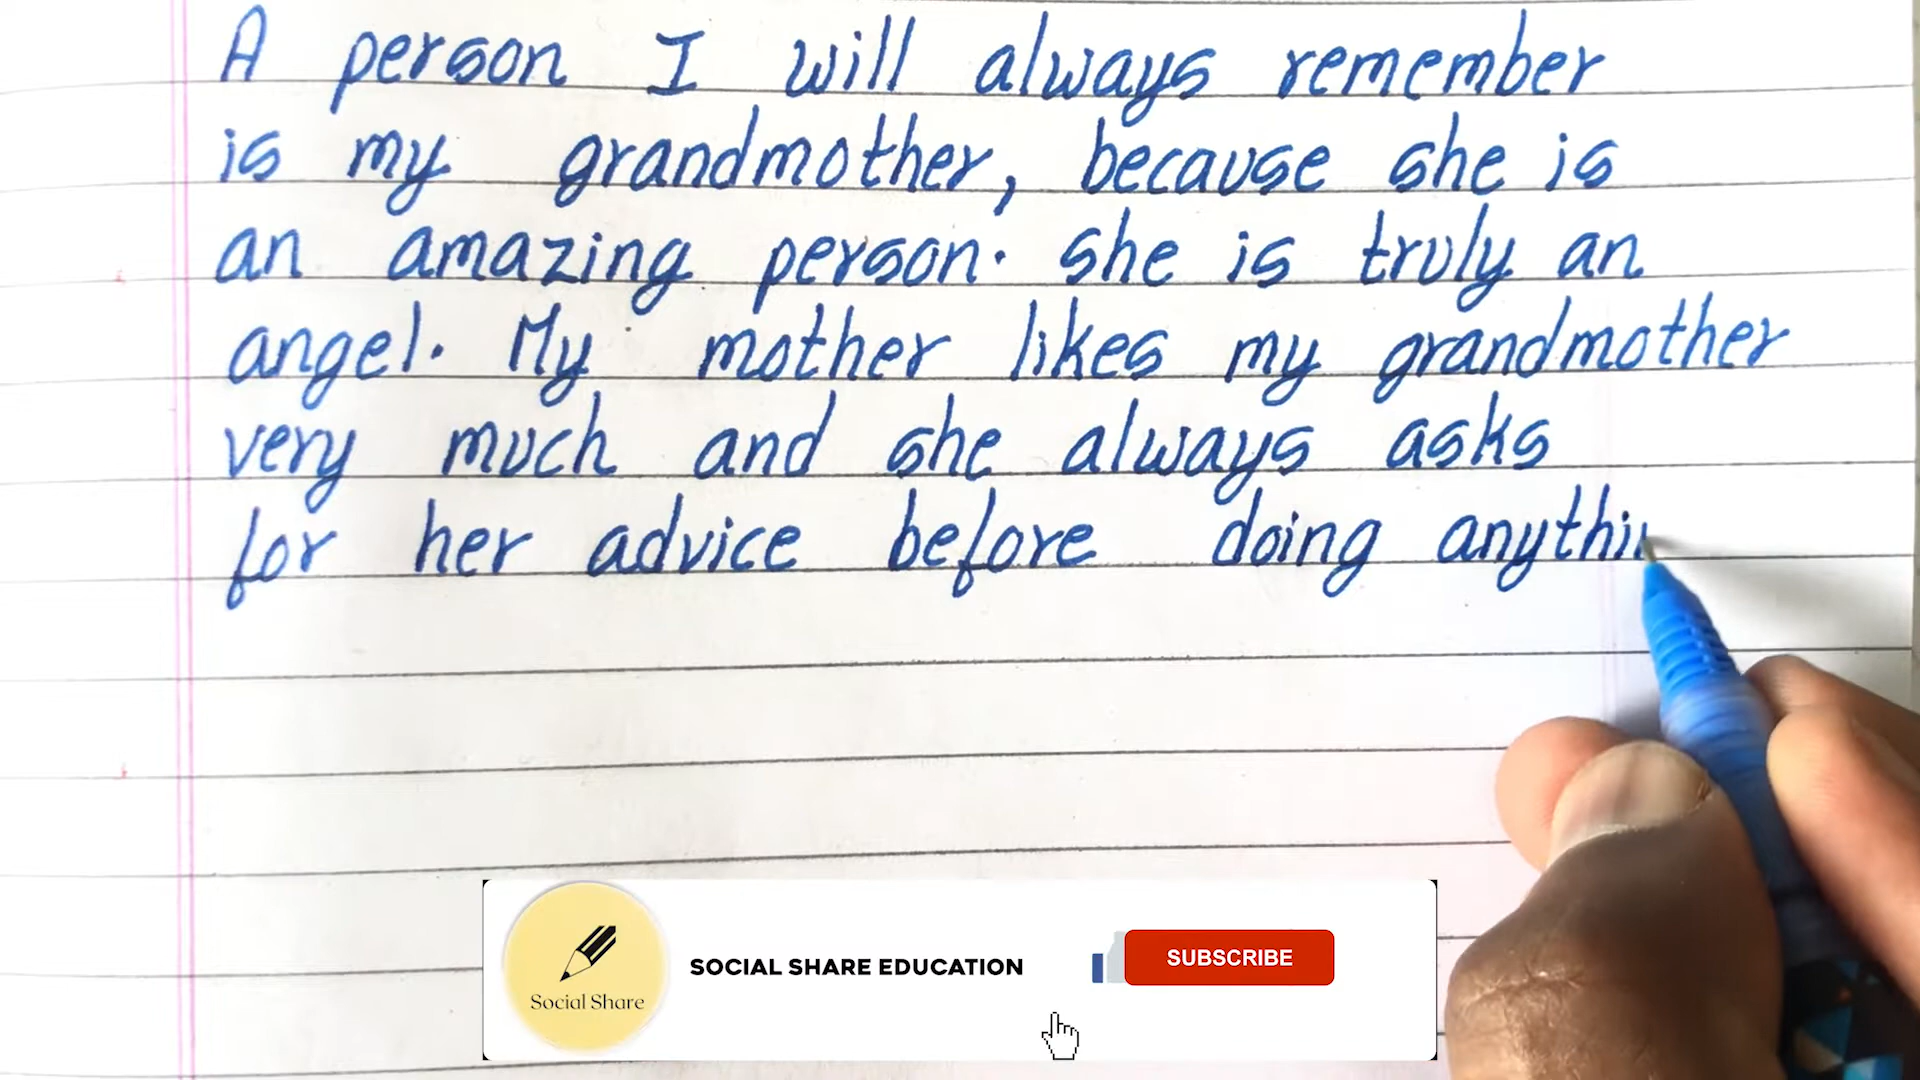 A person I will always remember
is my grandmother, because she is
an amazing person. she is truly an
angel. My mother likes my grandmother
very much and she always asks
for her advice before doing anythin
Social Share
SOCIAL SHARE EDUCATION
SUBSCRIBE